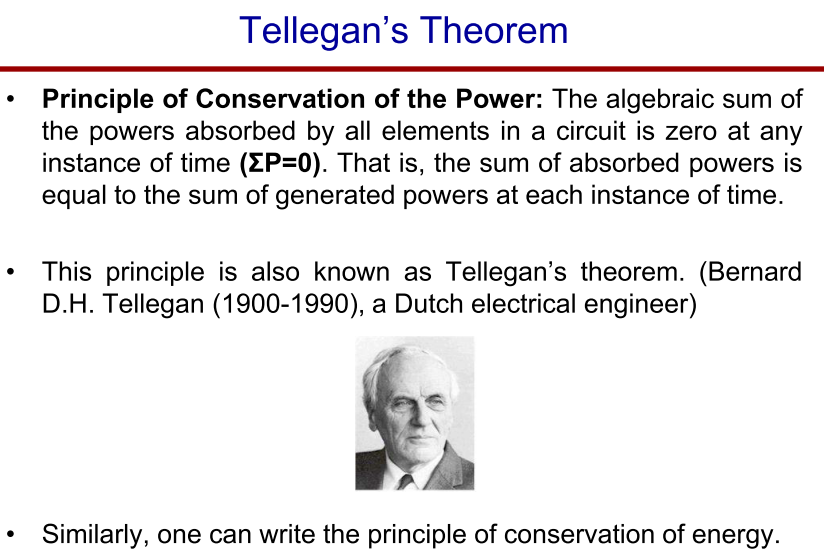 Tellegan’s Theorem
• Principle of Conservation of the Power: The algebraic sum of
the powers absorbed by all elements in a circuit is zero at any
instance of time (ΣP=0). That is, the sum of absorbed powers is
equal to the sum of generated powers at each instance of time.
• This principle is also known as Tellegan’s theorem. (Bernard
D.H. Tellegan (1900-1990), a Dutch electrical engineer)
• Similarly, one can write the principle of conservation of energy.